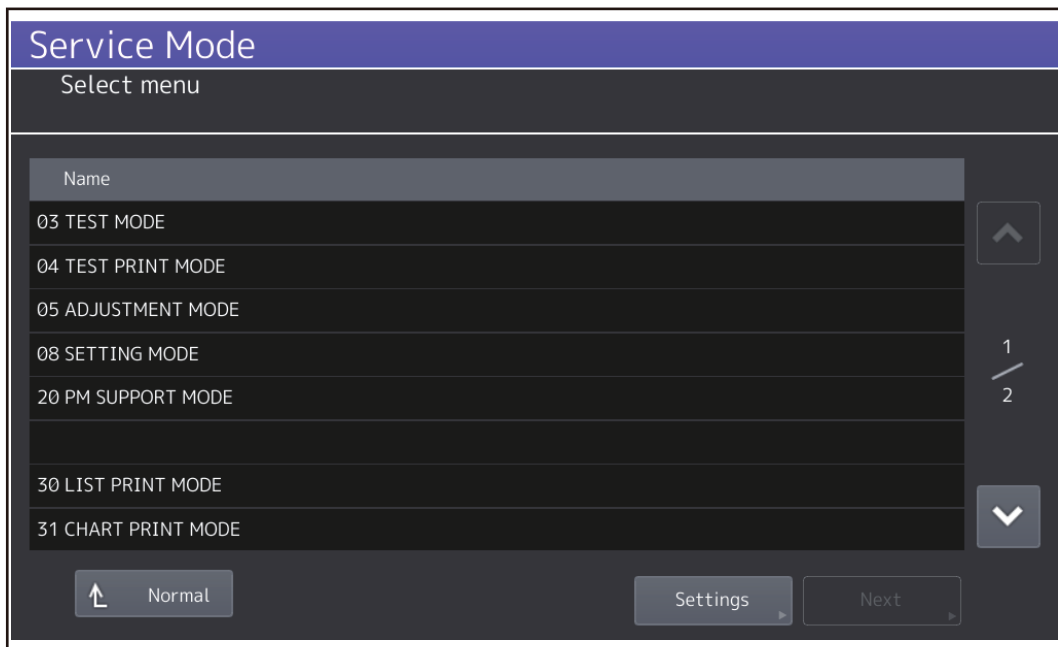 Service Mode
Select menu
Name
03 TEST MODE
04 TEST PRINT MODE
05 ADJUSTMENT MODE
08 SETTING MODE
20 PM SUPPORT MODE
30 LIST PRINT MODE
31 CHART PRINT MODE
1
2
Normal
Settings
Next